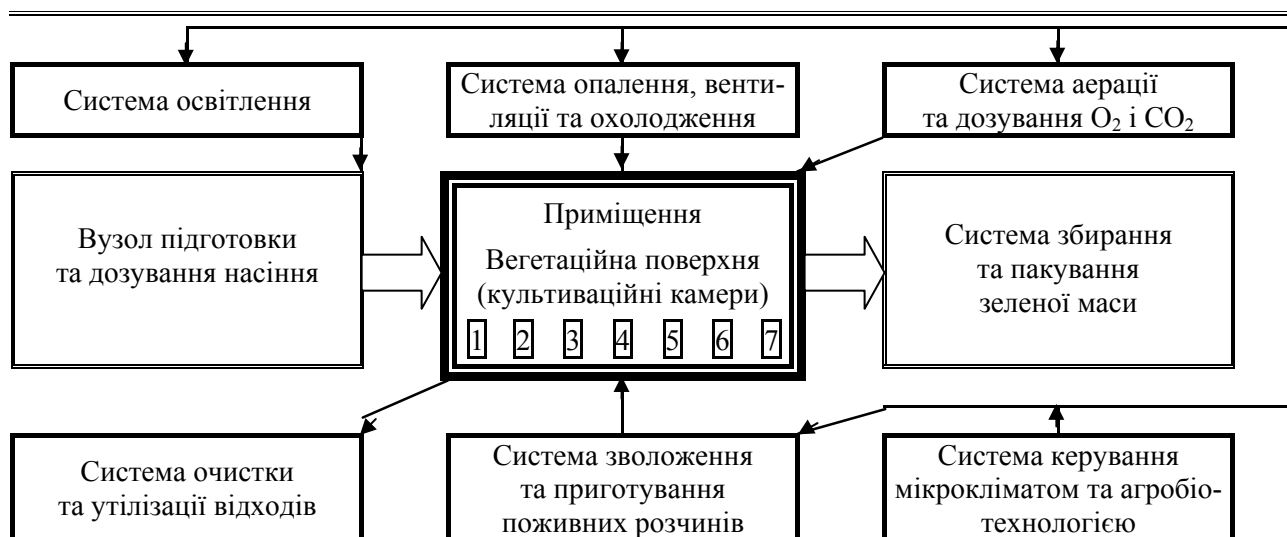 Система освітлення
Система опалення, венти-
ляції та охолодження
Система аерації
та дозування O₂ і CO₂
Вузол підготовки
та дозування насіння
Приміщення
Вегетаційна поверхня
(культиваційні камери)
1 2 3 4 5 6 7
Система збирання
та пакування
зеленої маси
Система очистки
та утилізації відходів
Система зволоження
та приготування
поживних розчинів
Система керування
мікрокліматом та агробіо-
технологією